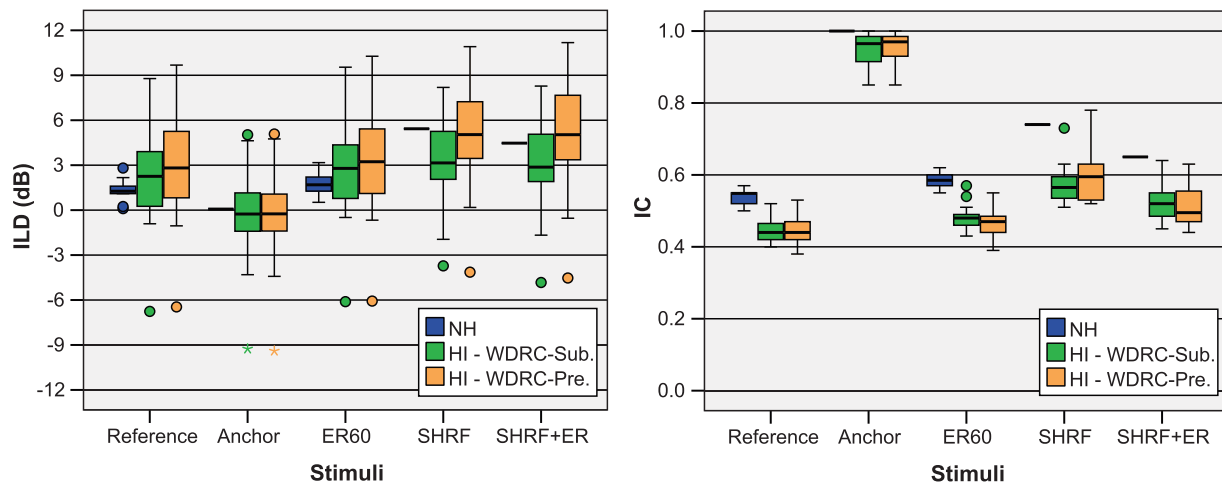 12
9
6
3
0
-3
-6
-9
-12
ILD (dB)
NH
HI - WDRC-Sub.
HI - WDRC-Pre.
Reference Anchor ER60 SHRF SHRF+ER
Stimuli
1.0
0.8
0.6
0.4
0.2
0.0
IC
NH
HI - WDRC-Sub.
HI - WDRC-Pre.
Reference Anchor ER60 SHRF SHRF+ER
Stimuli